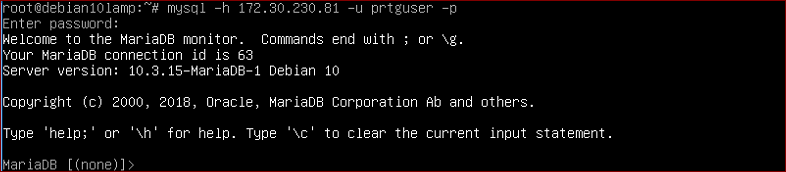 root@debian10lamp:~# mysql -h 172.30.230.81 -u prtguser -p
Enter password:
Welcome to the MariaDB monitor.  Commands end with ; or \g.
Your MariaDB connection id is 63
Server version: 10.3.15-MariaDB-1 Debian 10
Copyright (c) 2000, 2018, Oracle, MariaDB Corporation Ab and others.
Type 'help;' or '\h' for help. Type '\c' to clear the current input statement.
MariaDB [(none)]>